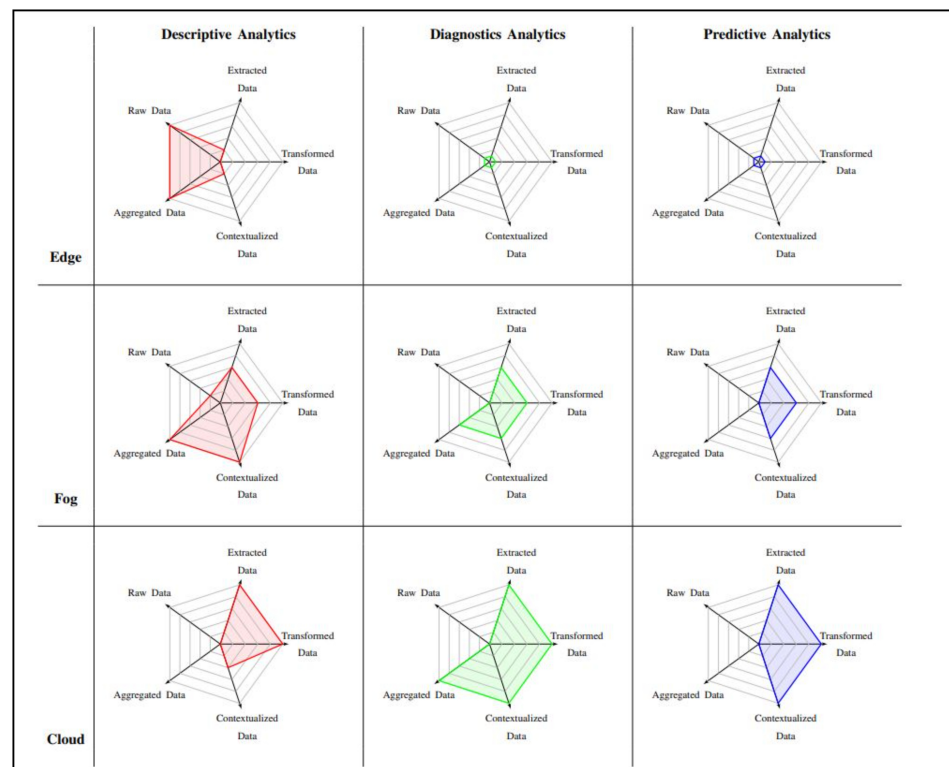 Descriptive Analytics
Diagnostics Analytics
Predictive Analytics
Edge
Extracted
Data
Raw Data
Transformed
Data
Aggregated Data
Contextualized
Data
Extracted
Data
Raw Data
Transformed
Data
Aggregated Data
Contextualized
Data
Extracted
Data
Raw Data
Transformed
Data
Aggregated Data
Contextualized
Data
Fog
Extracted
Data
Raw Data
Transformed
Data
Aggregated Data
Contextualized
Data
Extracted
Data
Raw Data
Transformed
Data
Aggregated Data
Contextualized
Data
Extracted
Data
Raw Data
Transformed
Data
Aggregated Data
Contextualized
Data
Cloud
Extracted
Data
Raw Data
Transformed
Data
Aggregated Data
Contextualized
Data
Extracted
Data
Raw Data
Transformed
Data
Aggregated Data
Contextualized
Data
Extracted
Data
Raw Data
Transformed
Data
Aggregated Data
Contextualized
Data